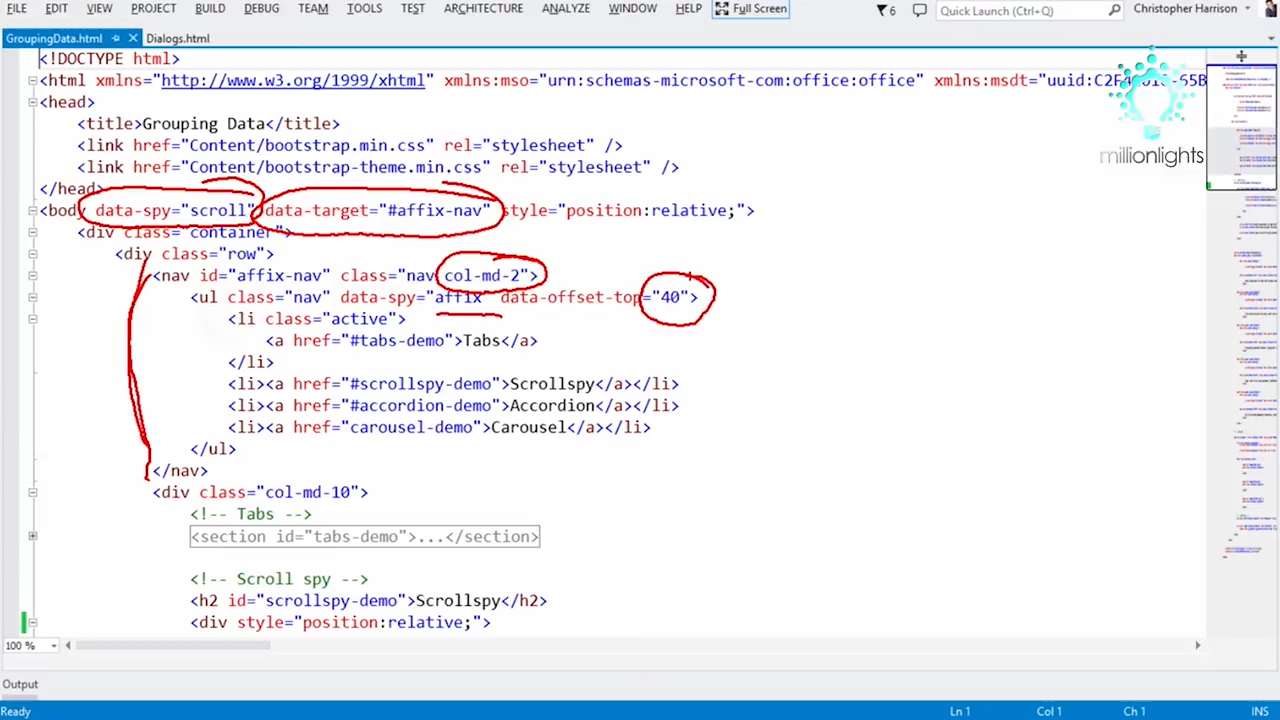 FILE EDIT VIEW PROJECT BUILD DEBUG TEAM TOOLS TEST ARCHITECTURE ANALYZE WINDOW HELP Full Screen 6 Quick Launch (Ctrl+Q) Christopher Harrison
GroupingData.html Dialogs.html
<!DOCTYPE html>
<html xmlns="http://www.w3.org/1999/xhtml" xmlns:mso="urn:schemas-microsoft-com:office:office" xmlns:msdt="uuid:
<head>
<title>Grouping Data</title>
<link href="Content/bootstrap.min.css" rel="stylesheet" />
<link href="Content/bootstrap-theme.min.css" rel="stylesheet" />
</head>
<body data-spy="scroll" data-target="#affix-nav" style="position:relative;">
<div class="container">
<div class="row">
<nav id="affix-nav" class="nav col-md-2">
<ul class="nav" data-spy="affix" data-offset-top="40">
<li class="active">
<a href="#tabs-demo">Tabs</a>
</li>
<li><a href="#scrollspy-demo">Scrollspy</a></li>
<li><a href="#accordion-demo">Accordion</a></li>
<li><a href="carousel-demo">Carousel</a></li>
</ul>
</nav>
<div class="col-md-10">
<!-- Tabs -->
<section id="tabs-demo">...</section>
<!-- Scroll spy -->
<h2 id="scrollspy-demo">Scrollspy</h2>
<div style="position:relative;">
millionlights
100 %
Output
Ready Ln 1 Col 1 Ch 1 INS